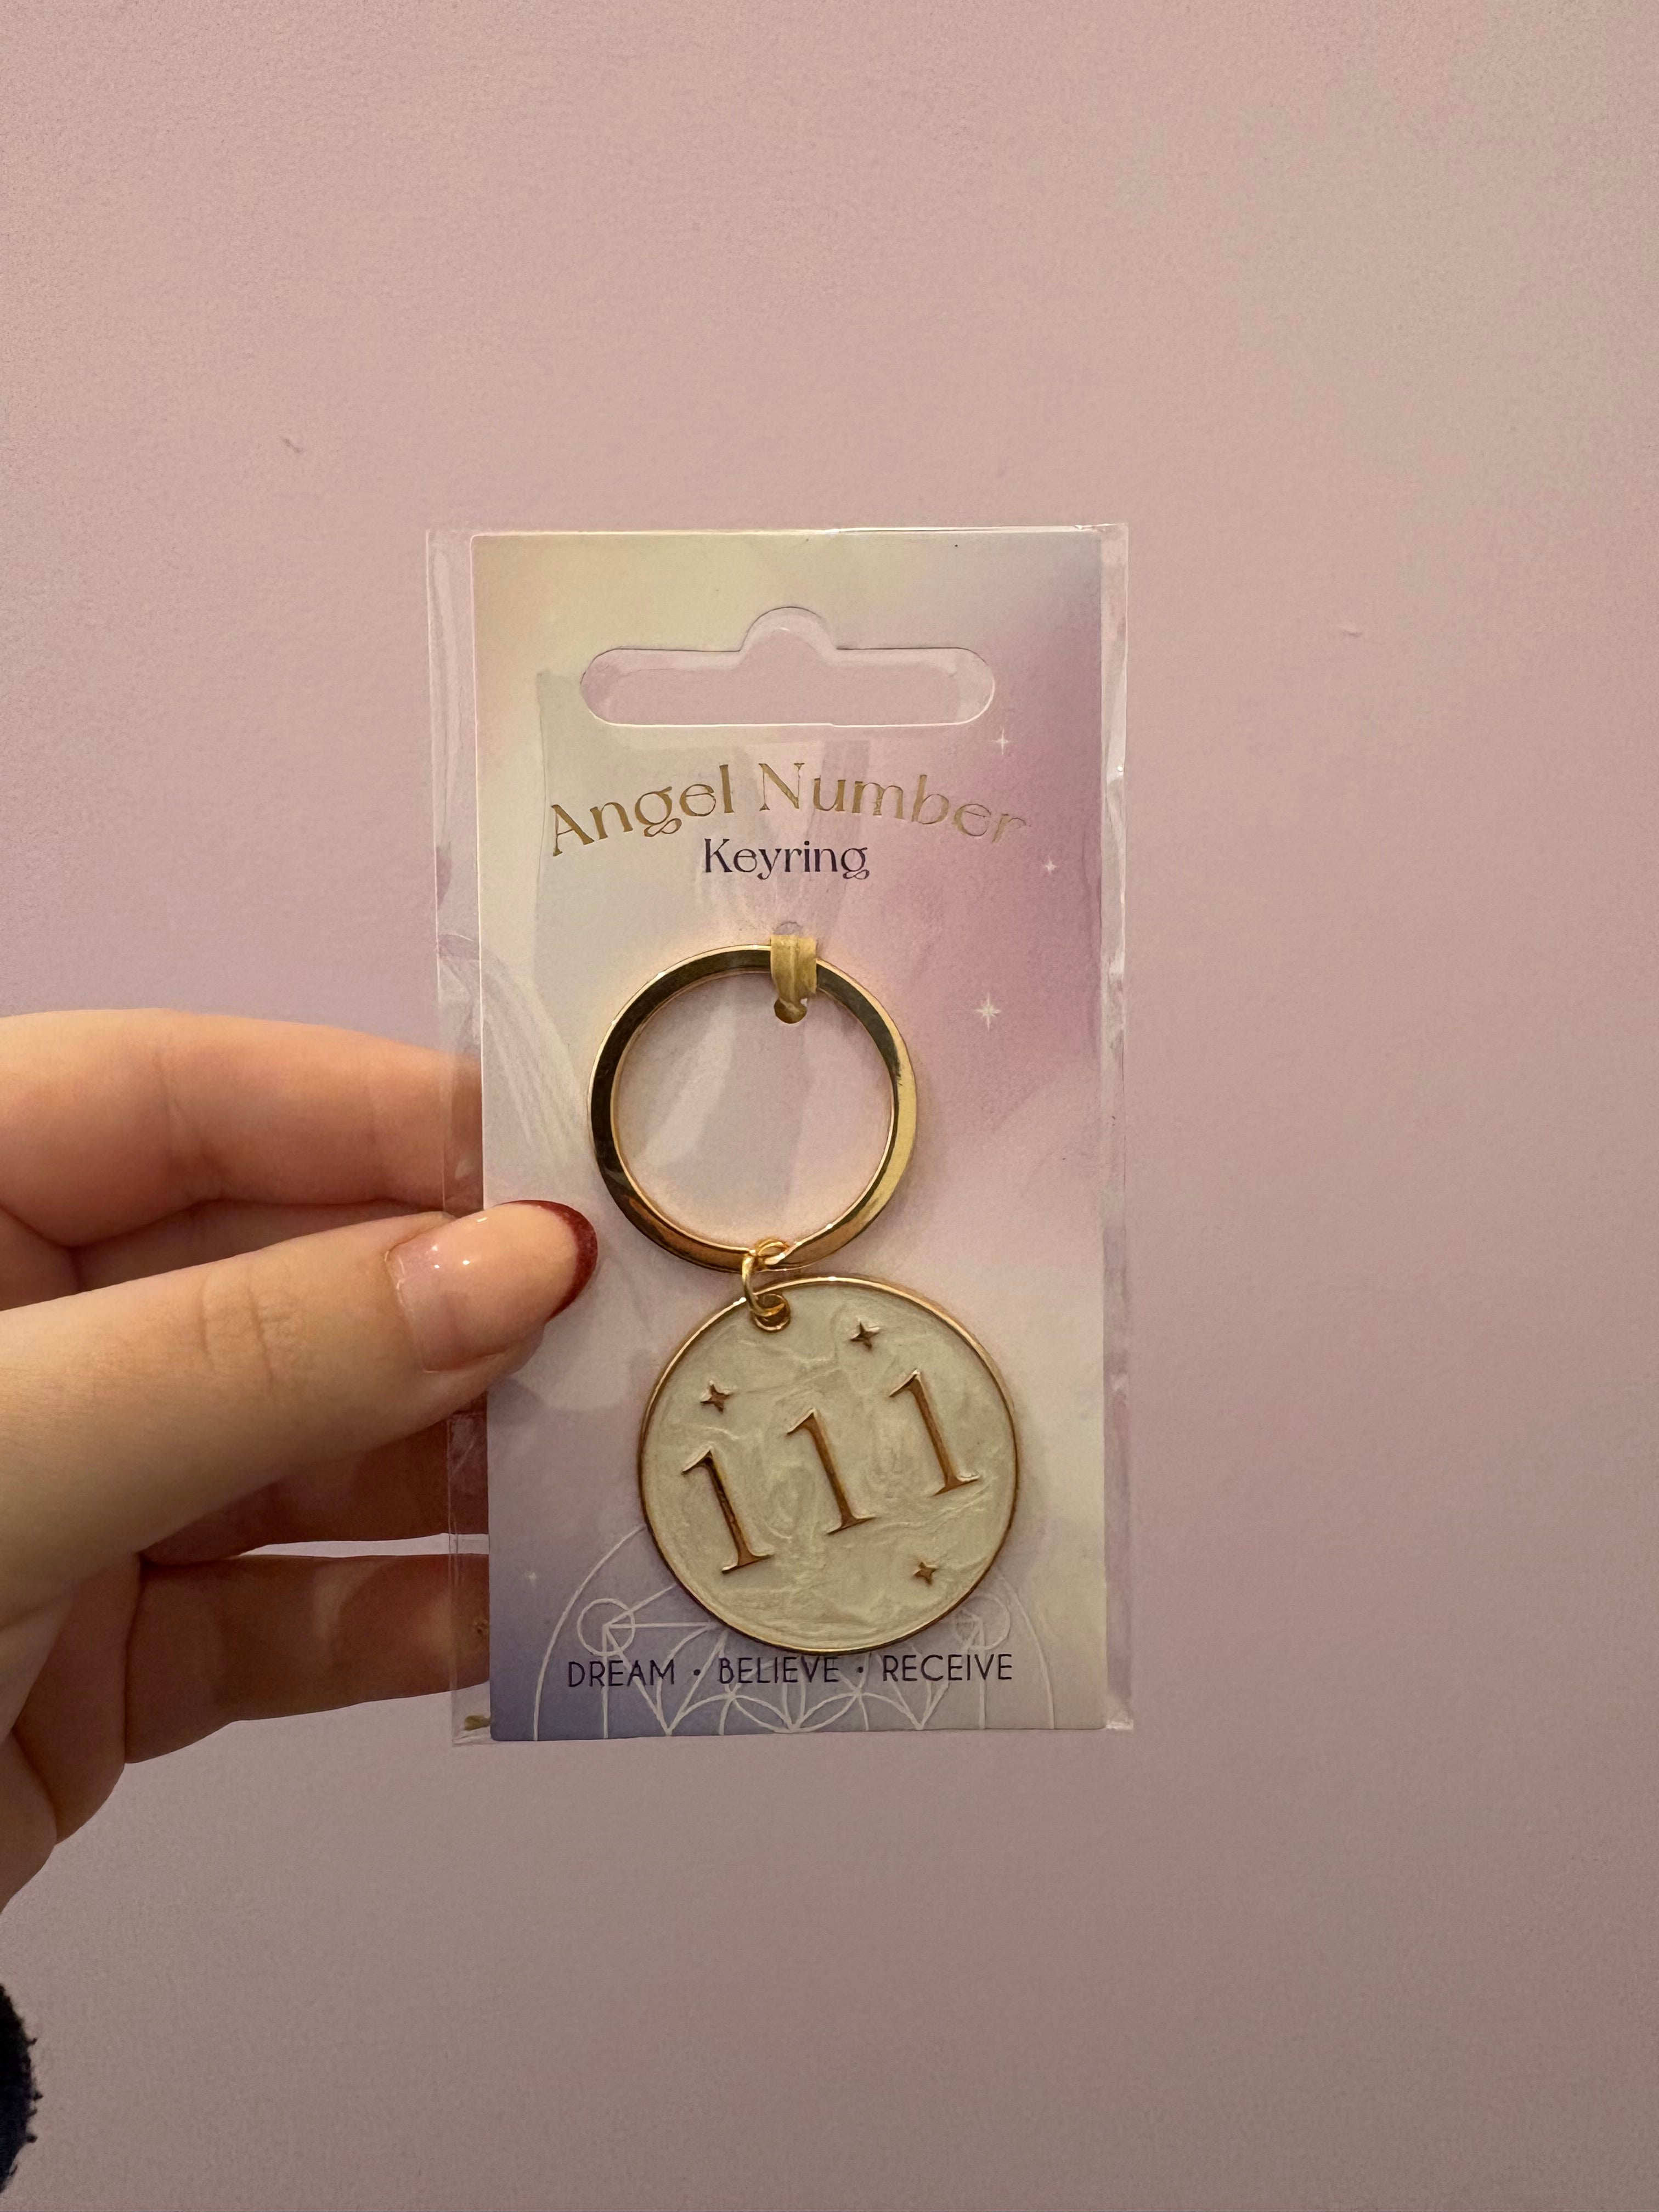 Angel Number
Keyring
111
DREAM • BELIEVE • RECEIVE